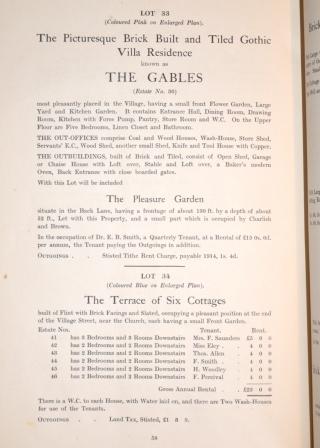 LOT 33
(Coloured Pink on Enlarged Plan).
The Picturesque Brick Built and Tiled Gothic
Villa Residence
known as
THE GABLES
(Estate No. 36)
most pleasantly placed in the Village, having a small front Flower Garden, Large
Yard and Kitchen Garden. It contains Entrance Hall, Dining Room, Drawing
Room, Kitchen with Force Pump, Pantry, Store Room and W.C. On the Upper
Floor are Five Bedrooms, Linen Closet and Bathroom.
THE OUT-OFFICES comprise Coal and Wood Houses, Wash-House, Store Shed,
Servants' E.C., Wood Shed, another small Shed, Knife and Tool House with Copper.
THE OUTBUILDINGS, built of Brick and Tiled, consist of Open Shed, Garage
or Chaise House with Loft over, Stable and Loft over, a Baker's modern
Oven, Back Entrance with close boarded gates.
With this Lot will be included
The Pleasure Garden
situate in the Back Lane, having a frontage of about 190 ft. by a depth of about
ft., Let with this Property, and a small part which is occupied by Charlish
and Brown.
In the occupation of Dr. E. B. Smith, a Quarterly Tenant, at a Rental of 0s. 0d.
per annum, the Tenant paying the Outgoings in addition.
OUTGOINGS . . Stated Tithe Rent Charge, payable 1914, 1s. 4d.
LOT 34
(Coloured Blue on Enlarged Plan).
The Terrace of Six Cottages
built of Flint with Brick Facings and Slated, occupying a pleasant position at the end
of the Village Street, near the Church, each having a small Front Garden.
Estate Nos. Tenant. Rent.
41 has 2 Bedrooms and 2 Rooms Downstairs Mrs. F. Saunders £5 0 0
42 has 2 Bedrooms and 2 Rooms Downstairs Miss Eley . 4 0 0
43 has 2 Bedrooms and 2 Rooms Downstairs Thos. Allen . 4 0 0
44 has 2 Bedrooms and 2 Rooms Downstairs F. Smith . 4 0 0
45 has 2 Bedrooms and 2 Rooms Downstairs H. Woodley . 4 0 0
46 has 2 Bedrooms and 2 Rooms Downstairs F. Percival . 4 0 0
Gross Annual Rental . 0 0
There is a W.C. to each House, with Water laid on, and there are Two Wash-Houses
for use of the Tenants.
OUTGOINGS . . Land Tax, Stated, £1 8 9.